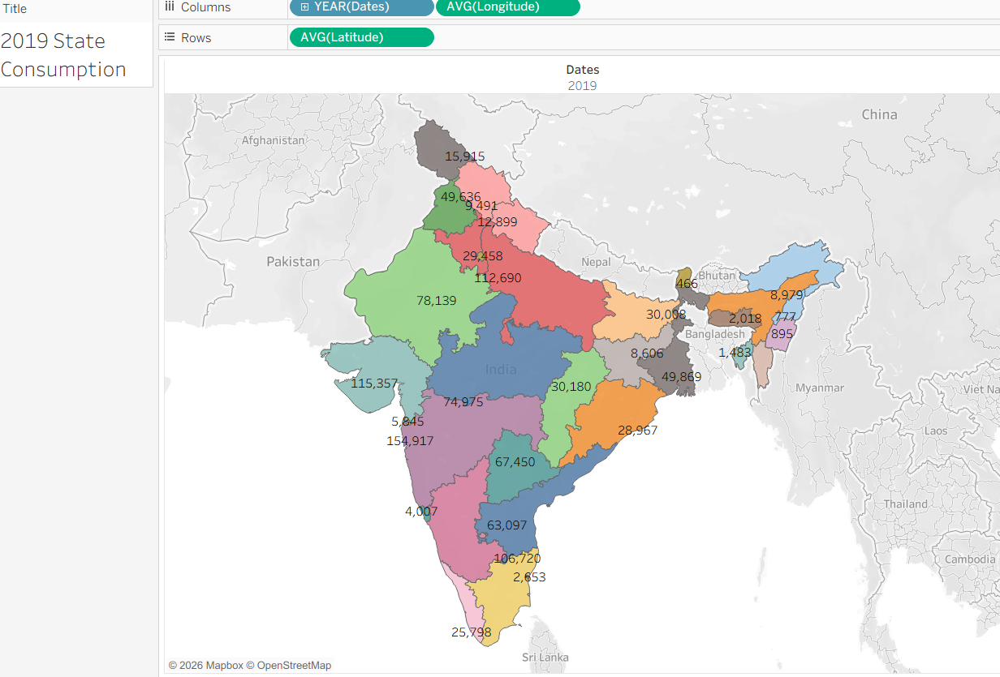 Title
2019 State
Consumption
Columns
YEAR(Dates)
AVG(Longitude)
Rows
AVG(Latitude)
Dates
2019
China
Afghanistan
15,915
49,636
9,491
12,899
Pakistan
29,458
Nepal
112,690
Bhutan
466
8,979
78,139
30,008
2,018
777
Bangladesh
895
8,606
1,483
India
49,869
115,357
30,180
Myanmar
Viet Na
74,975
5,845
28,967
Laos
154,917
67,450
Thailand
4,007
63,097
106,720
Cambodia
2,653
25,798
Sri Lanka
© 2026 Mapbox © OpenStreetMap